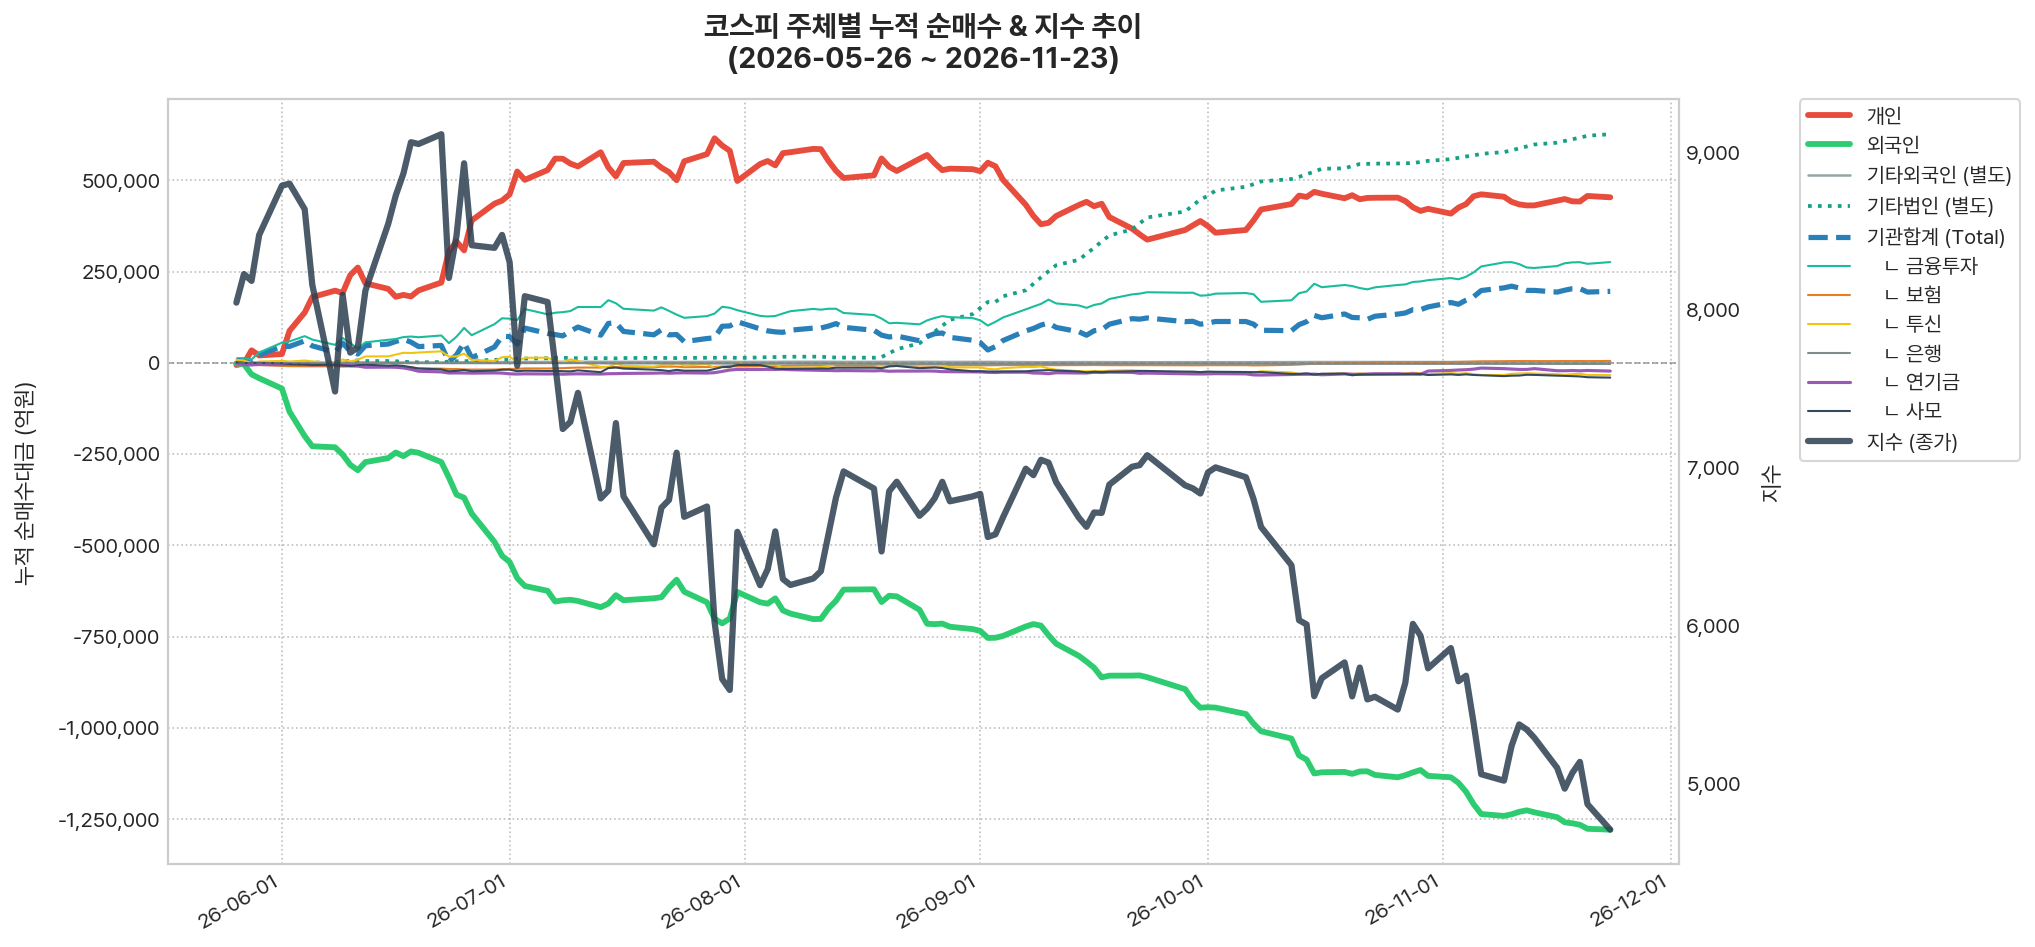 코스피 주체별 누적 순매수 & 지수 추이
(2026-05-26 ~ 2026-11-23)
누적 순매수대금 (억원)
500,000
250,000
0
-250,000
-500,000
-750,000
-1,000,000
-1,250,000
26-06-01
26-07-01
26-08-01
26-09-01
26-10-01
26-11-01
26-12-01
9,000
8,000
7,000
6,000
5,000
지수
개인
외국인
기타외국인 (별도)
기타법인 (별도)
기관합계 (Total)
ㄴ 금융투자
ㄴ 보험
ㄴ 투신
ㄴ 은행
ㄴ 연기금
ㄴ 사모
지수 (종가)